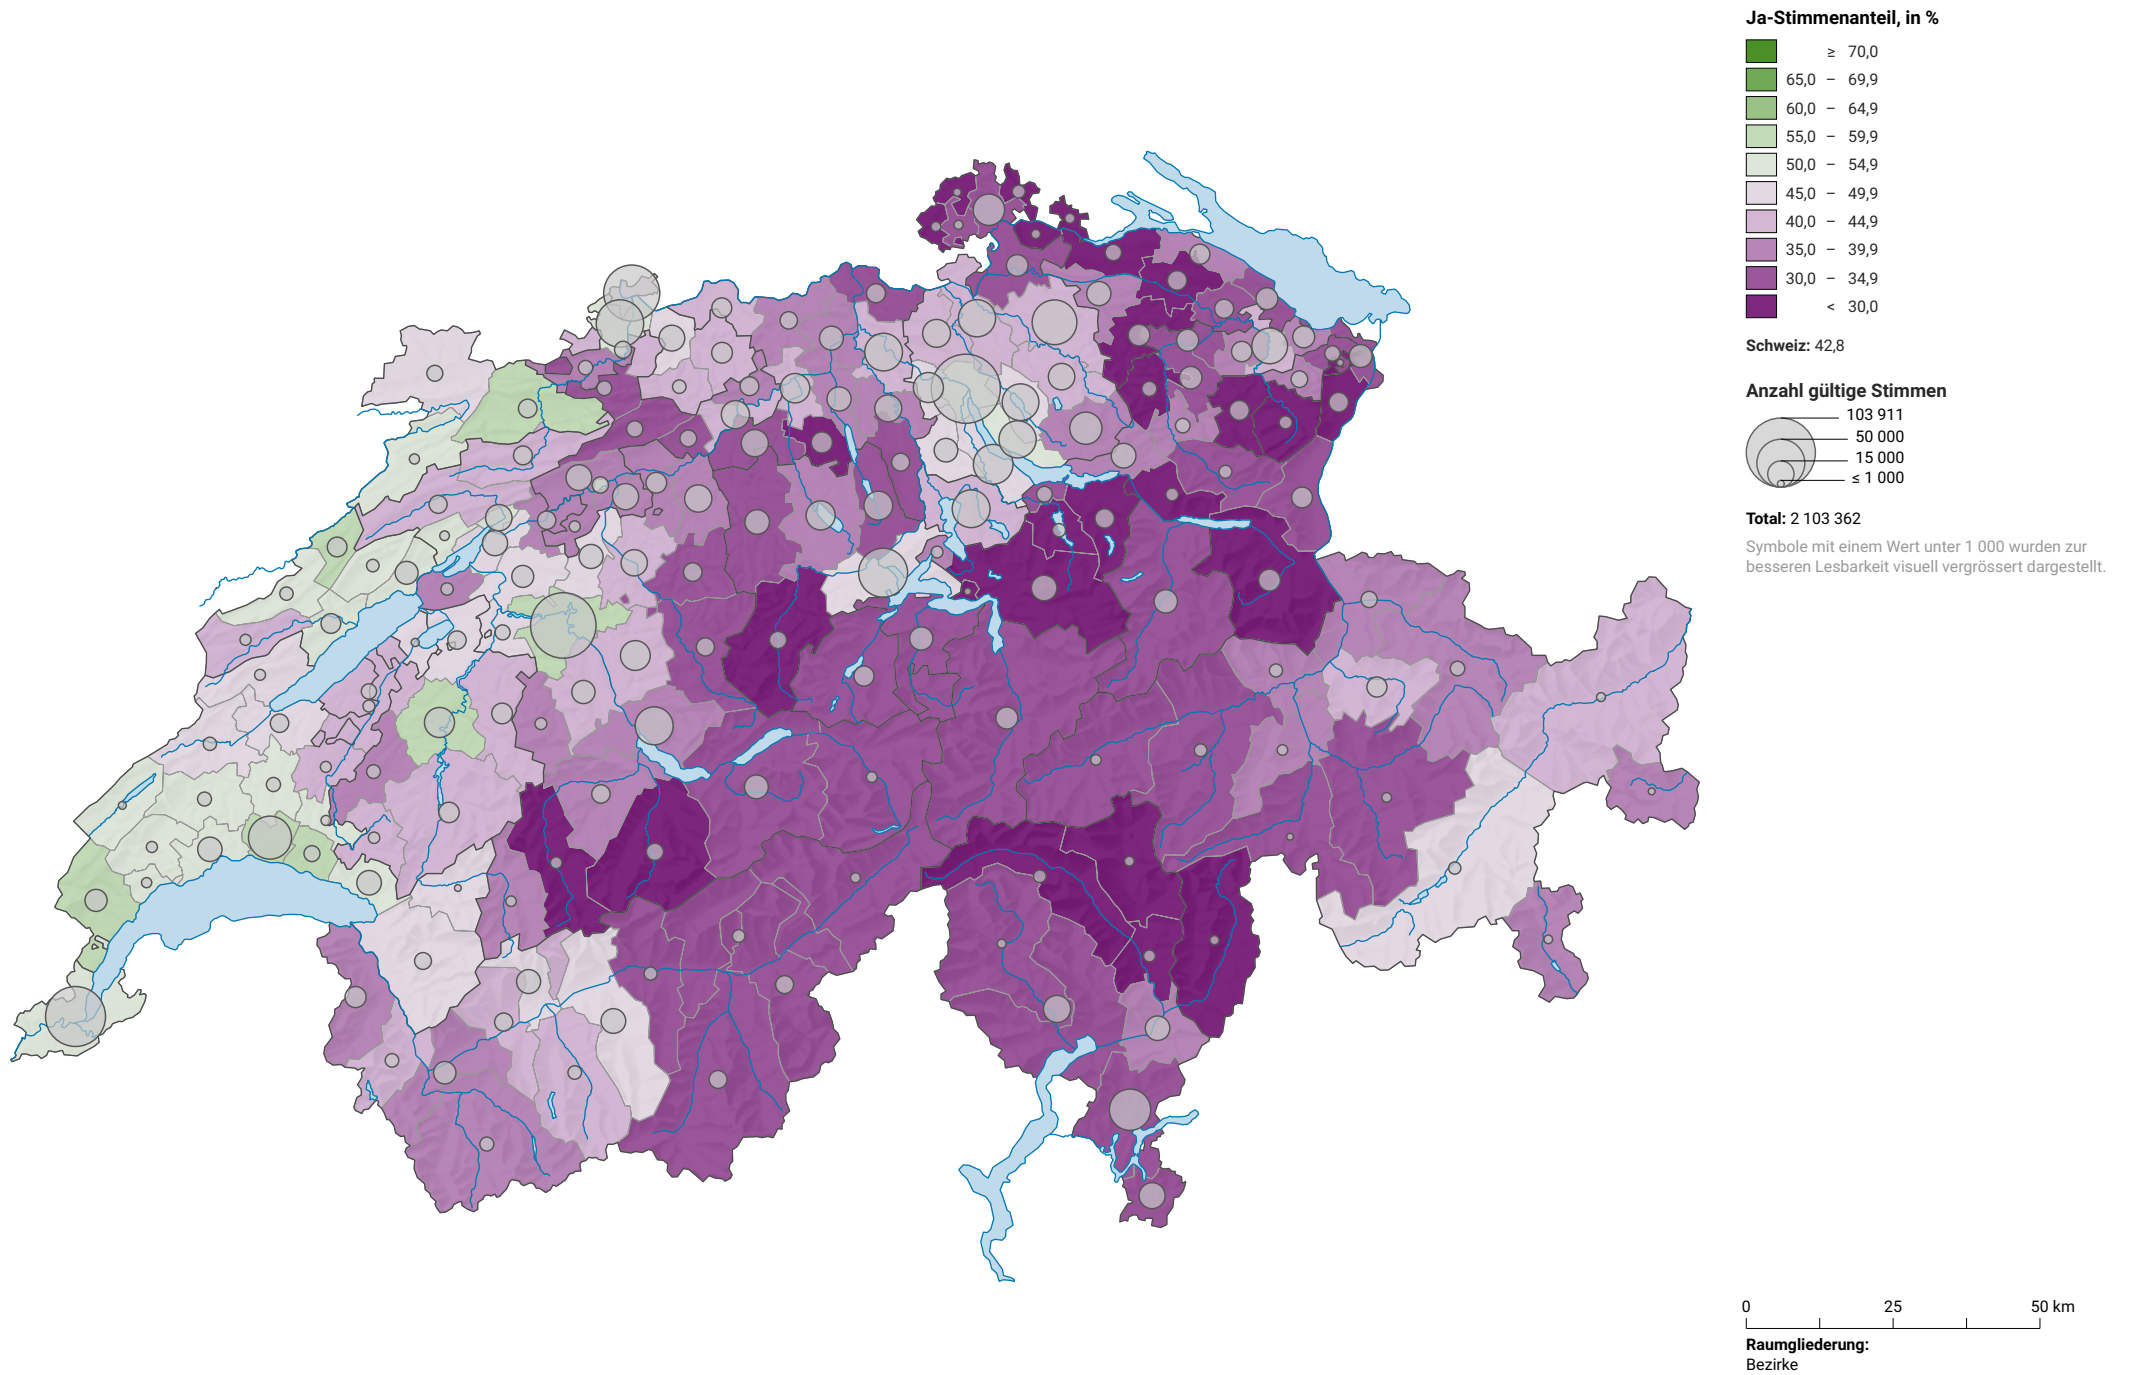 Ja-Stimmenanteil, in %
≥ 70,0
65,0 – 69,9
60,0 – 64,9
55,0 – 59,9
50,0 – 54,9
45,0 – 49,9
40,0 – 44,9
35,0 – 39,9
30,0 – 34,9
< 30,0
Schweiz: 42,8
Anzahl gültige Stimmen
103 911
50 000
15 000
≤ 1 000
Total: 2 103 362
Symbole mit einem Wert unter 1 000 wurden zur
besseren Lesbarkeit visuell vergrössert dargestellt.
0 25 50 km
Raumgliederung:
Bezirke